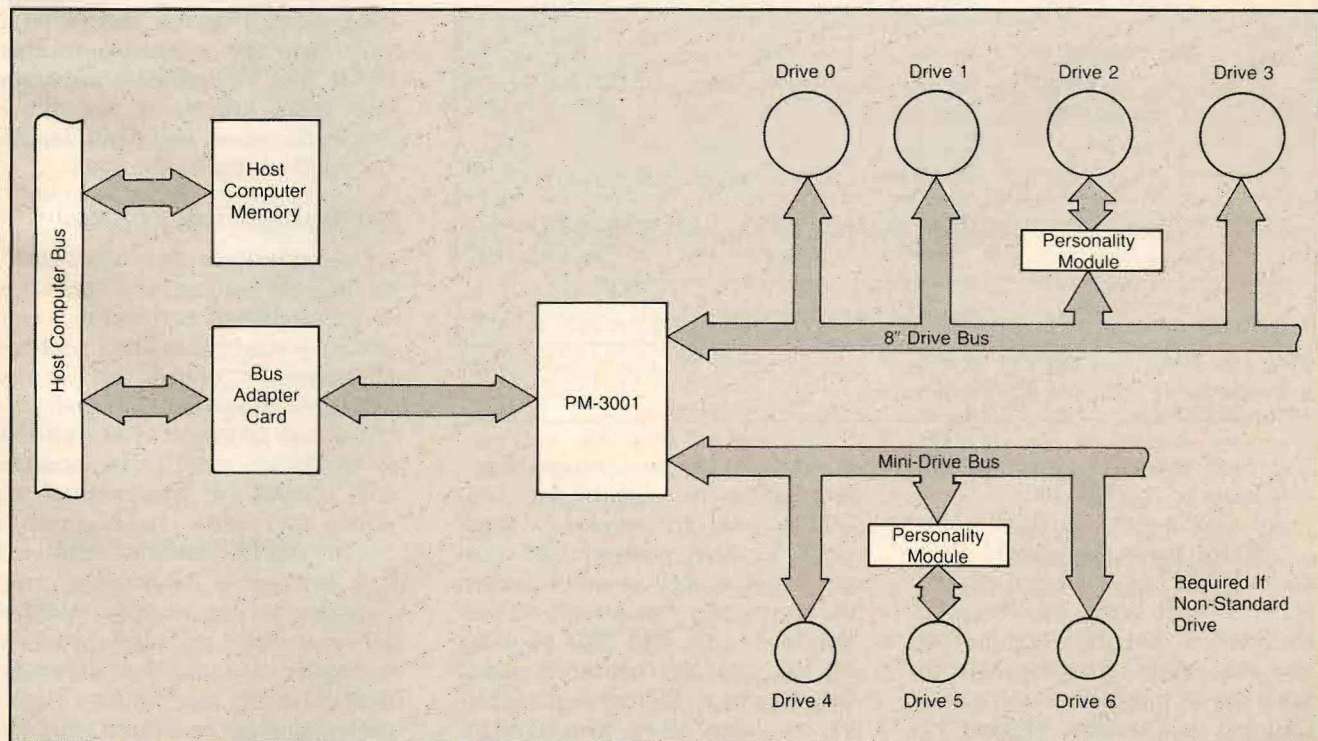 Drive 0
Drive 1
Drive 2
Drive 3
Host Computer Bus
Host
Computer
Memory
Personality
Module
8" Drive Bus
Bus
Adapter
Card
PM-3001
Mini-Drive Bus
Personality
Module
Required If
Non-Standard
Drive
Drive 4
Drive 5
Drive 6